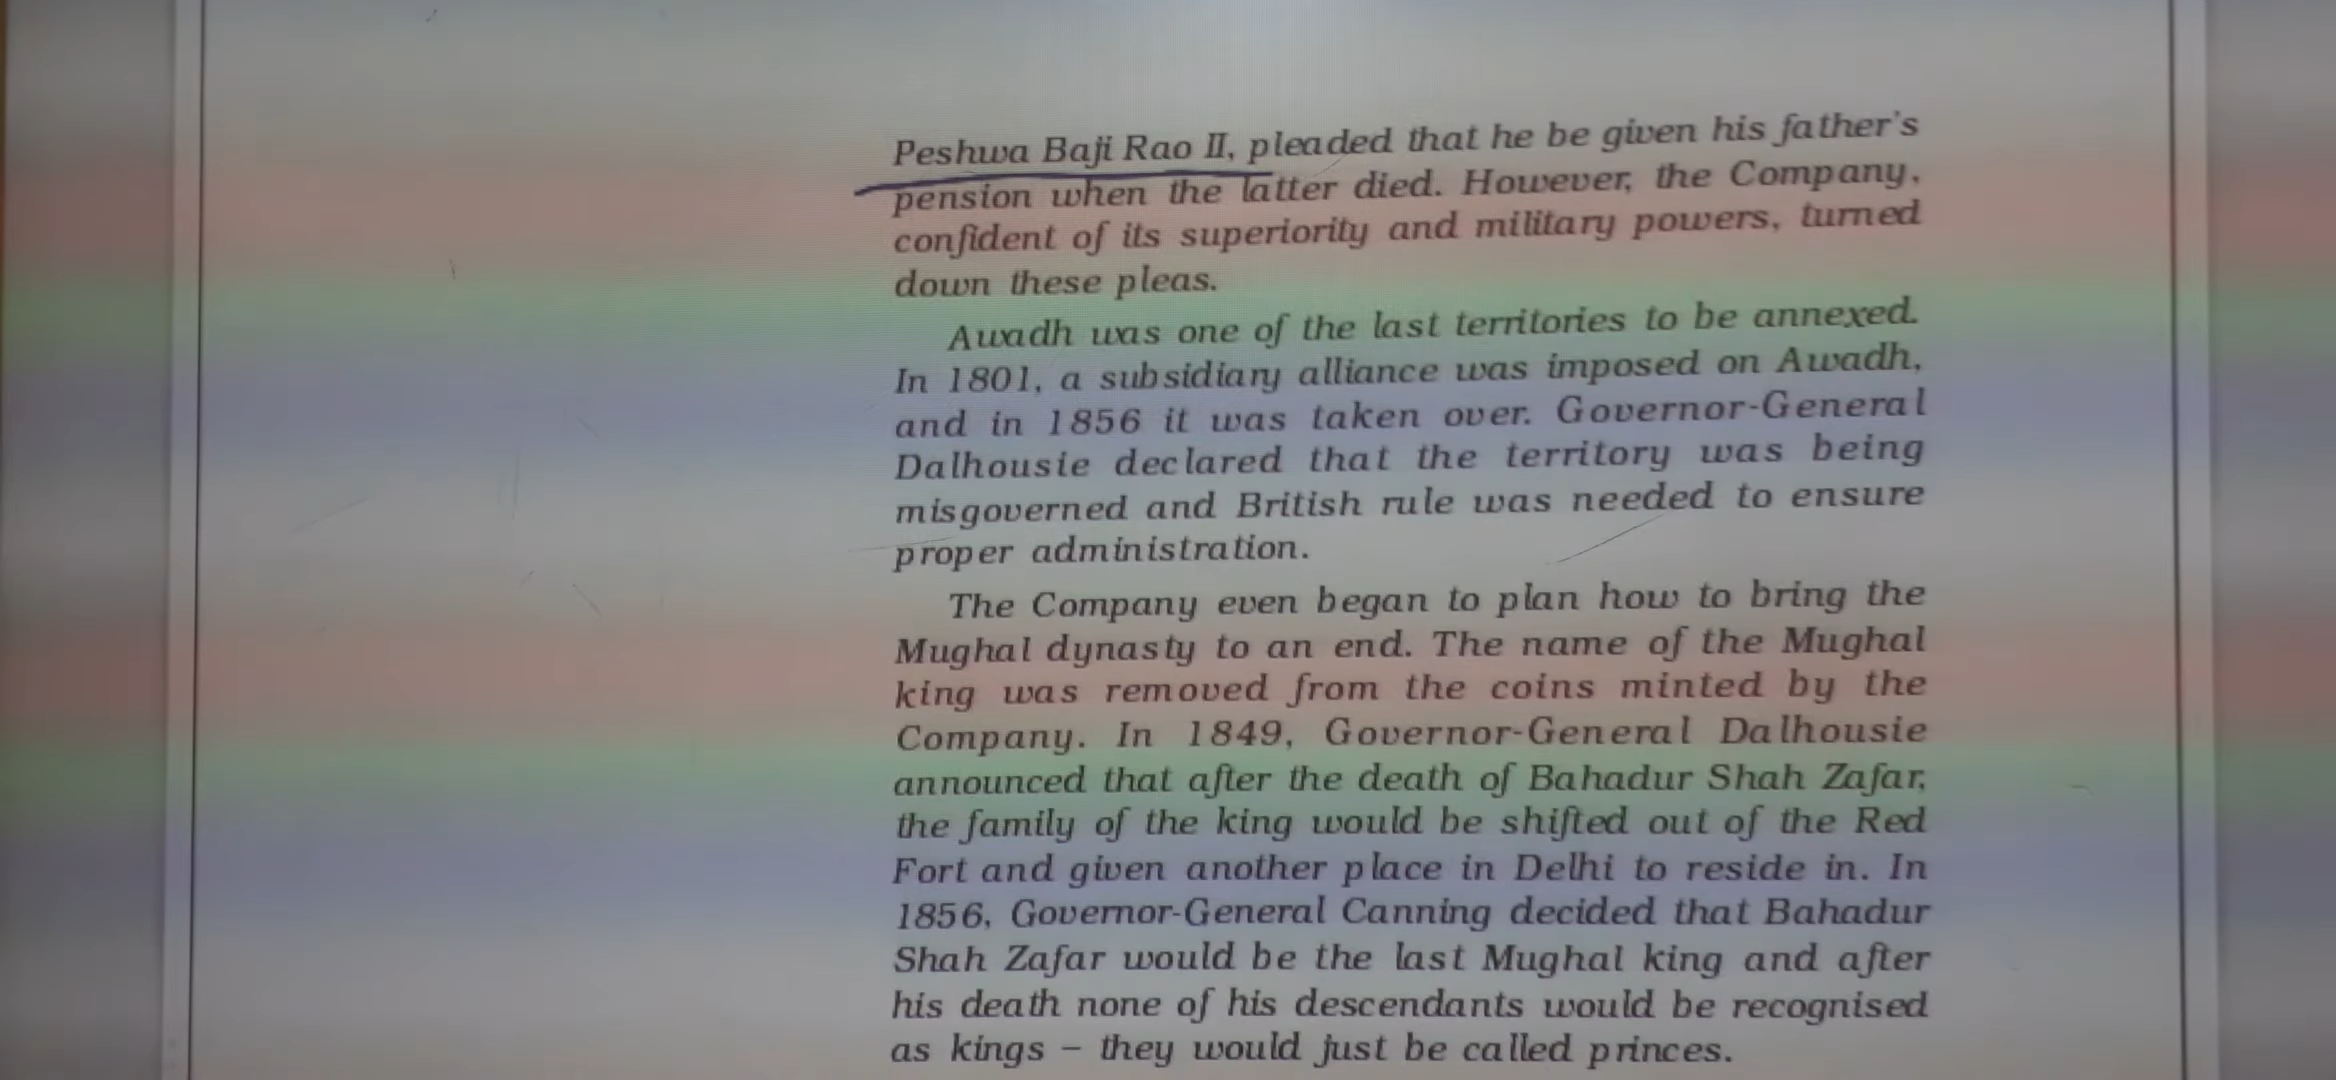 Peshwa Baji Rao II, pleaded that he be given his father's
pension when the latter died. However, the Company,
confident of its superiority and military powers, turned
down these pleas.
Awadh was one of the last territories to be annexed.
In 1801, a subsidiary alliance was imposed on Awadh,
and in 1856 it was taken over. Governor-General
Dalhousie declared that the territory was being
misgoverned and British rule was needed to ensure
proper administration.
The Company even began to plan how to bring the
Mughal dynasty to an end. The name of the Mughal
king was removed from the coins minted by the
Company. In 1849, Governor-General Dalhousie
announced that after the death of Bahadur Shah Zafar,
the family of the king would be shifted out of the Red
Fort and given another place in Delhi to reside in. In
1856, Governor-General Canning decided that Bahadur
Shah Zafar would be the last Mughal king and after
his death none of his descendants would be recognised
as kings – they would just be called princes.